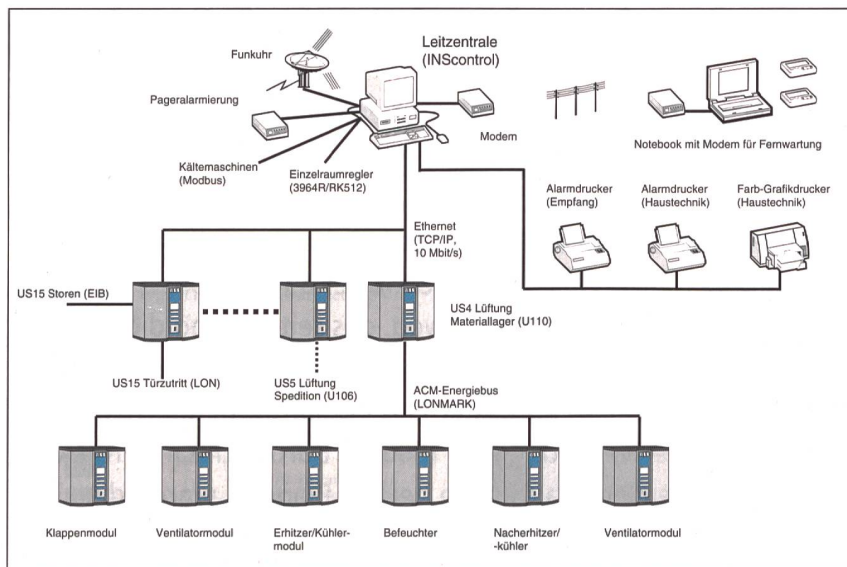 Leitzentrale
(INScontrol)
Funkuhr
Pageralarmierung
Modem
Notebook mit Modem für Fernwartung
Kältemaschinen
(Modbus)
Einzelraumregler
(3964R/RK512)
Alarmdrucker
(Empfang)
Alarmdrucker
(Haustechnik)
Farb-Grafikdrucker
(Haustechnik)
Ethernet
(TCP/IP,
10 Mbit/s)
US15 Storen (EIB)
US4 Lüftung
Materiallager (U110)
US15 Türzutritt (LON)
US5 Lüftung
Spedition (U106)
ACM-Energiebus
(LONMARK)
Klappenmodul
Ventilatormodul
Erhitzer/Kühler-
modul
Befeuchter
Nacherhitzer/
-kühler
Ventilatormodul